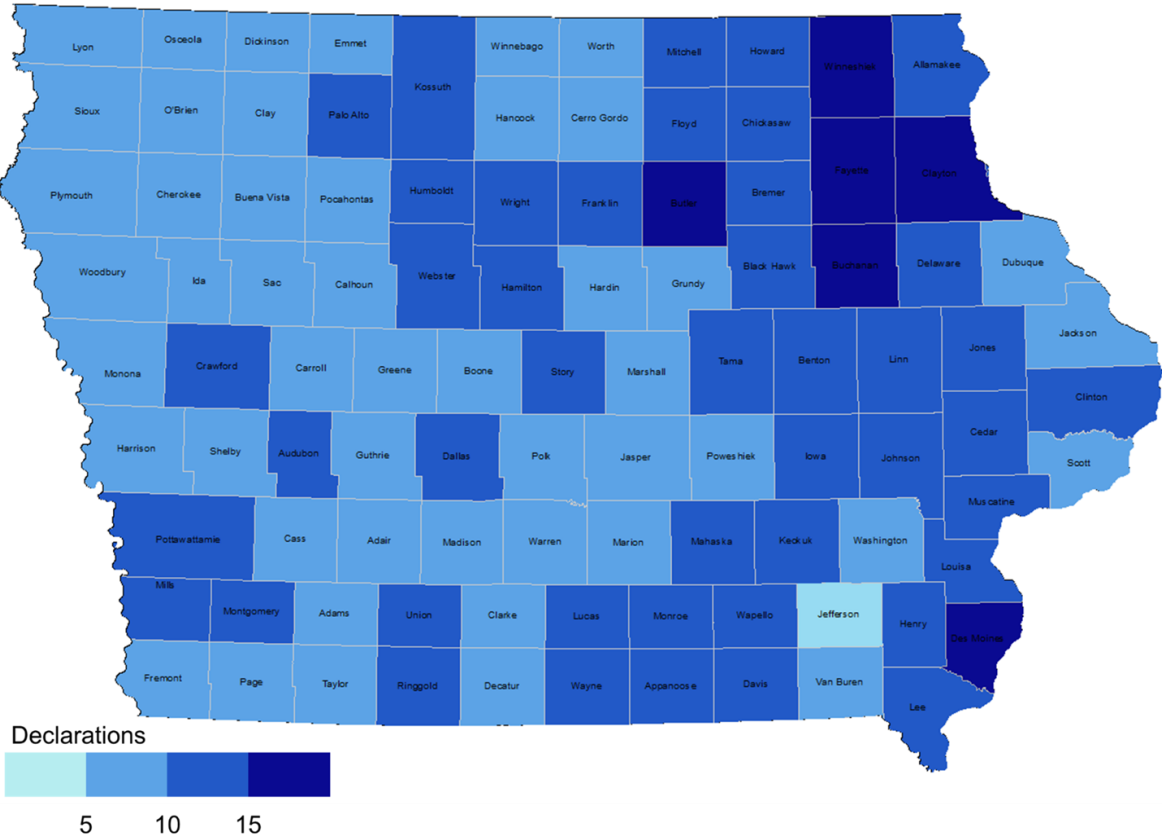 Lyon Osceola Dickinson Emmet Kossuth Winnebago Worth Mitchell Howard Winneshiek Allamakee
Sioux O'Brien Clay Palo Alto Hancock Cerro Gordo Floyd Chickasaw
Plymouth Cherokee Buena Vista Pocahontas Humboldt Wright Franklin Butler Bremer Fayette Clayton
Woodbury Ida Sac Calhoun Webster Hamilton Hardin Grundy Black Hawk Buchanan Delaware Dubuque
Monona Crawford Carroll Greene Boone Story Marshall Tama Benton Linn Jones Jackson
Clinton
Harrison Shelby Audubon Guthrie Dallas Polk Jasper Poweshiek Iowa Johnson Cedar Scott
Muscatine
Pottawattamie Cass Adair Madison Warren Marion Mahaska Keokuk Washington
Louisa
Mills Montgomery Adams Union Clarke Lucas Monroe Wapello Jefferson Henry Des Moines
Fremont Page Taylor Ringgold Decatur Wayne Appanoose Davis Van Buren Lee
Declarations
5 10 15